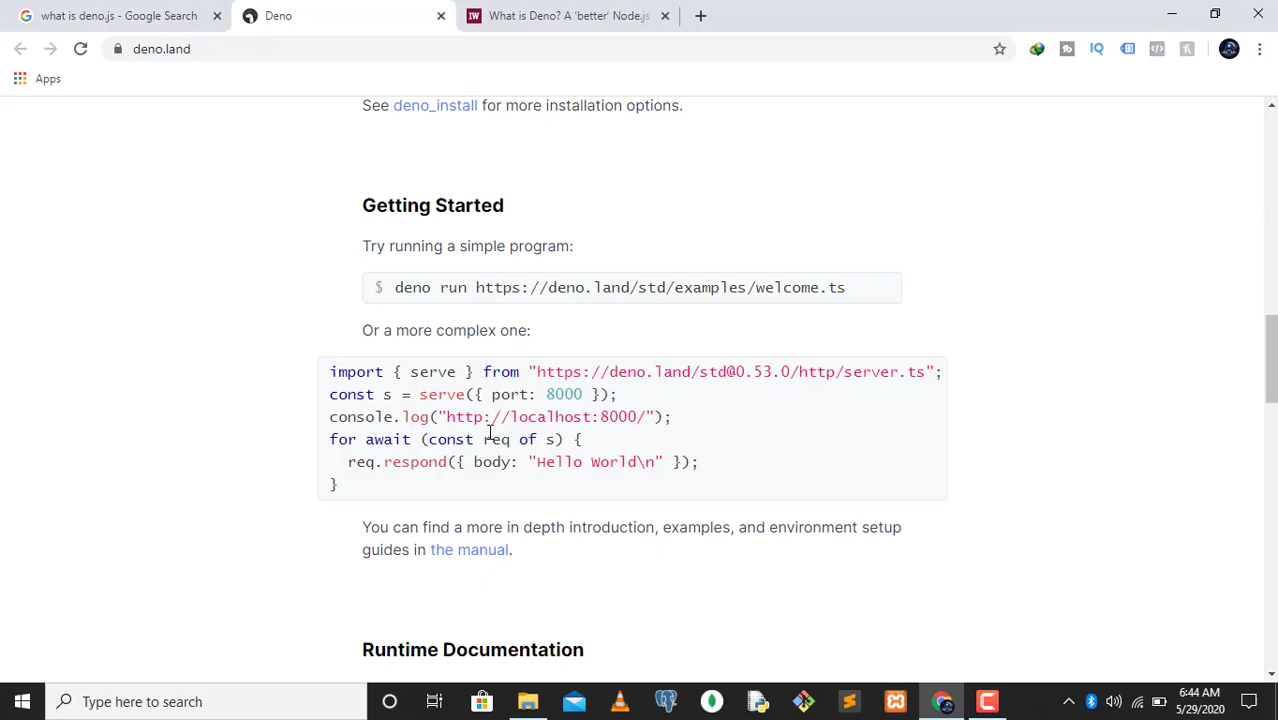 what is deno.js - Google Search
Deno
IW What is Deno? A 'better' Node.js
deno.land
Apps
See deno_install for more installation options.
Getting Started
Try running a simple program:
$ deno run https://deno.land/std/examples/welcome.ts
Or a more complex one:
import { serve } from "https://deno.land/std@0.53.0/http/server.ts";
const s = serve({ port: 8000 });
console.log("http://localhost:8000/");
for await (const req of s) {
  req.respond({ body: "Hello World\n" });
}
You can find a more in depth introduction, examples, and environment setup
guides in the manual.
Runtime Documentation
Type here to search
6:44 AM
5/29/2020